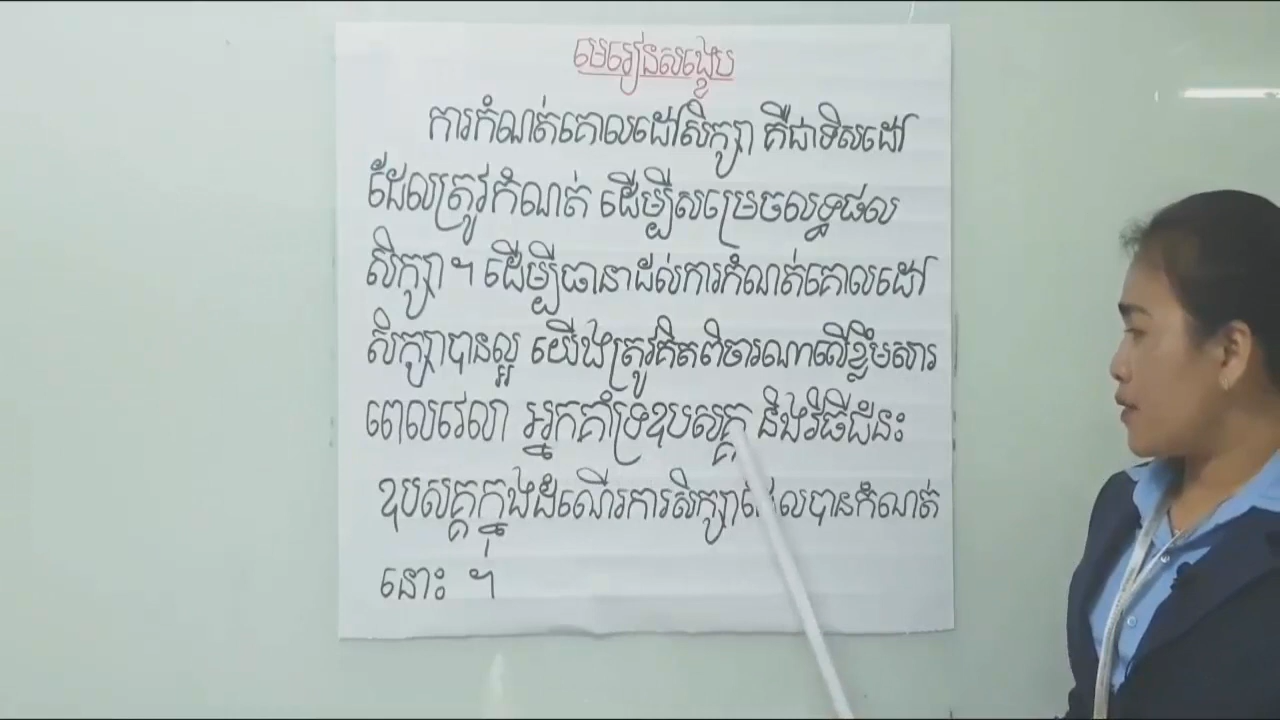 មេរៀនសង្ខេប
ការកំណត់គោលដៅសិក្សា គឺជាទិសដៅ
ដែលត្រូវកំណត់ ដើម្បីសម្រេចលទ្ធផល
សិក្សា។ ដើម្បីធានាដល់ការកំណត់គោលដៅ
សិក្សាបានល្អ យើងត្រូវគិតពិចារណាលើខ្លឹមសារ
ពេលវេលា អ្នកគាំទ្រឧបសគ្គ និងវិធីជំនះ
ឧបសគ្គក្នុងដំណើរការសិក្សាដែលបានកំណត់
នោះ ។